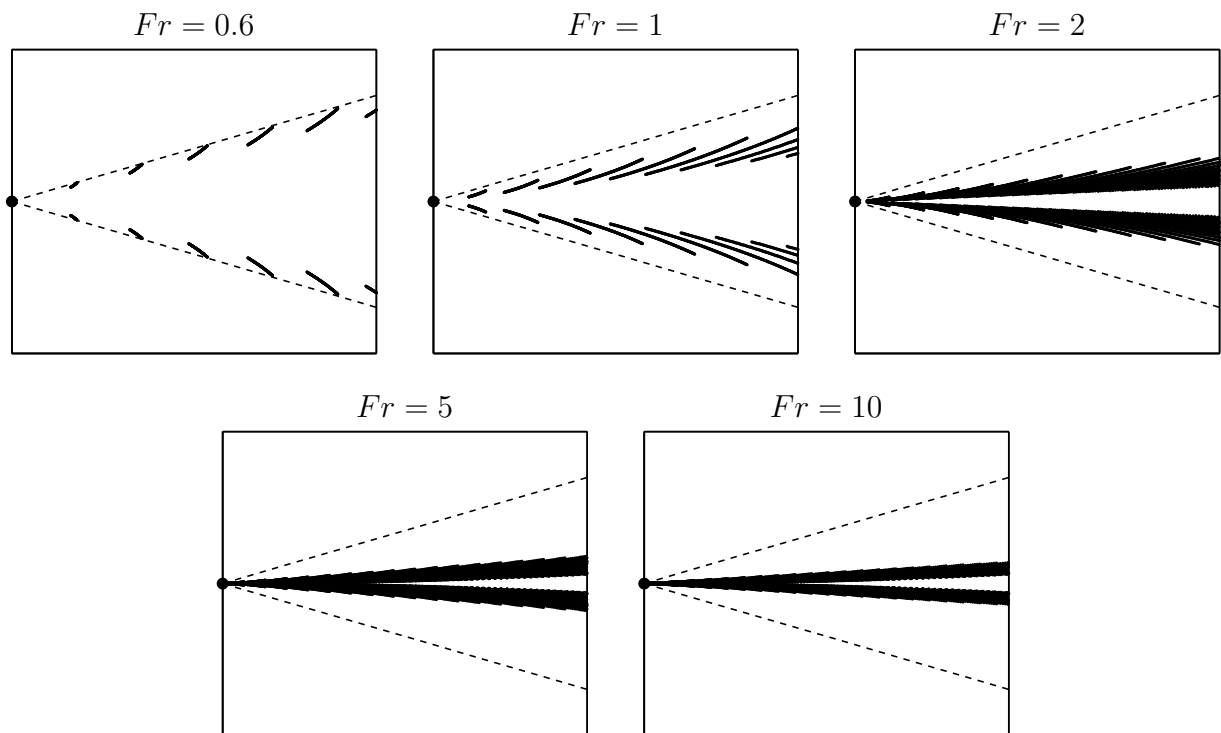 Fr = 0.6
Fr = 1
Fr = 2
Fr = 5
Fr = 10